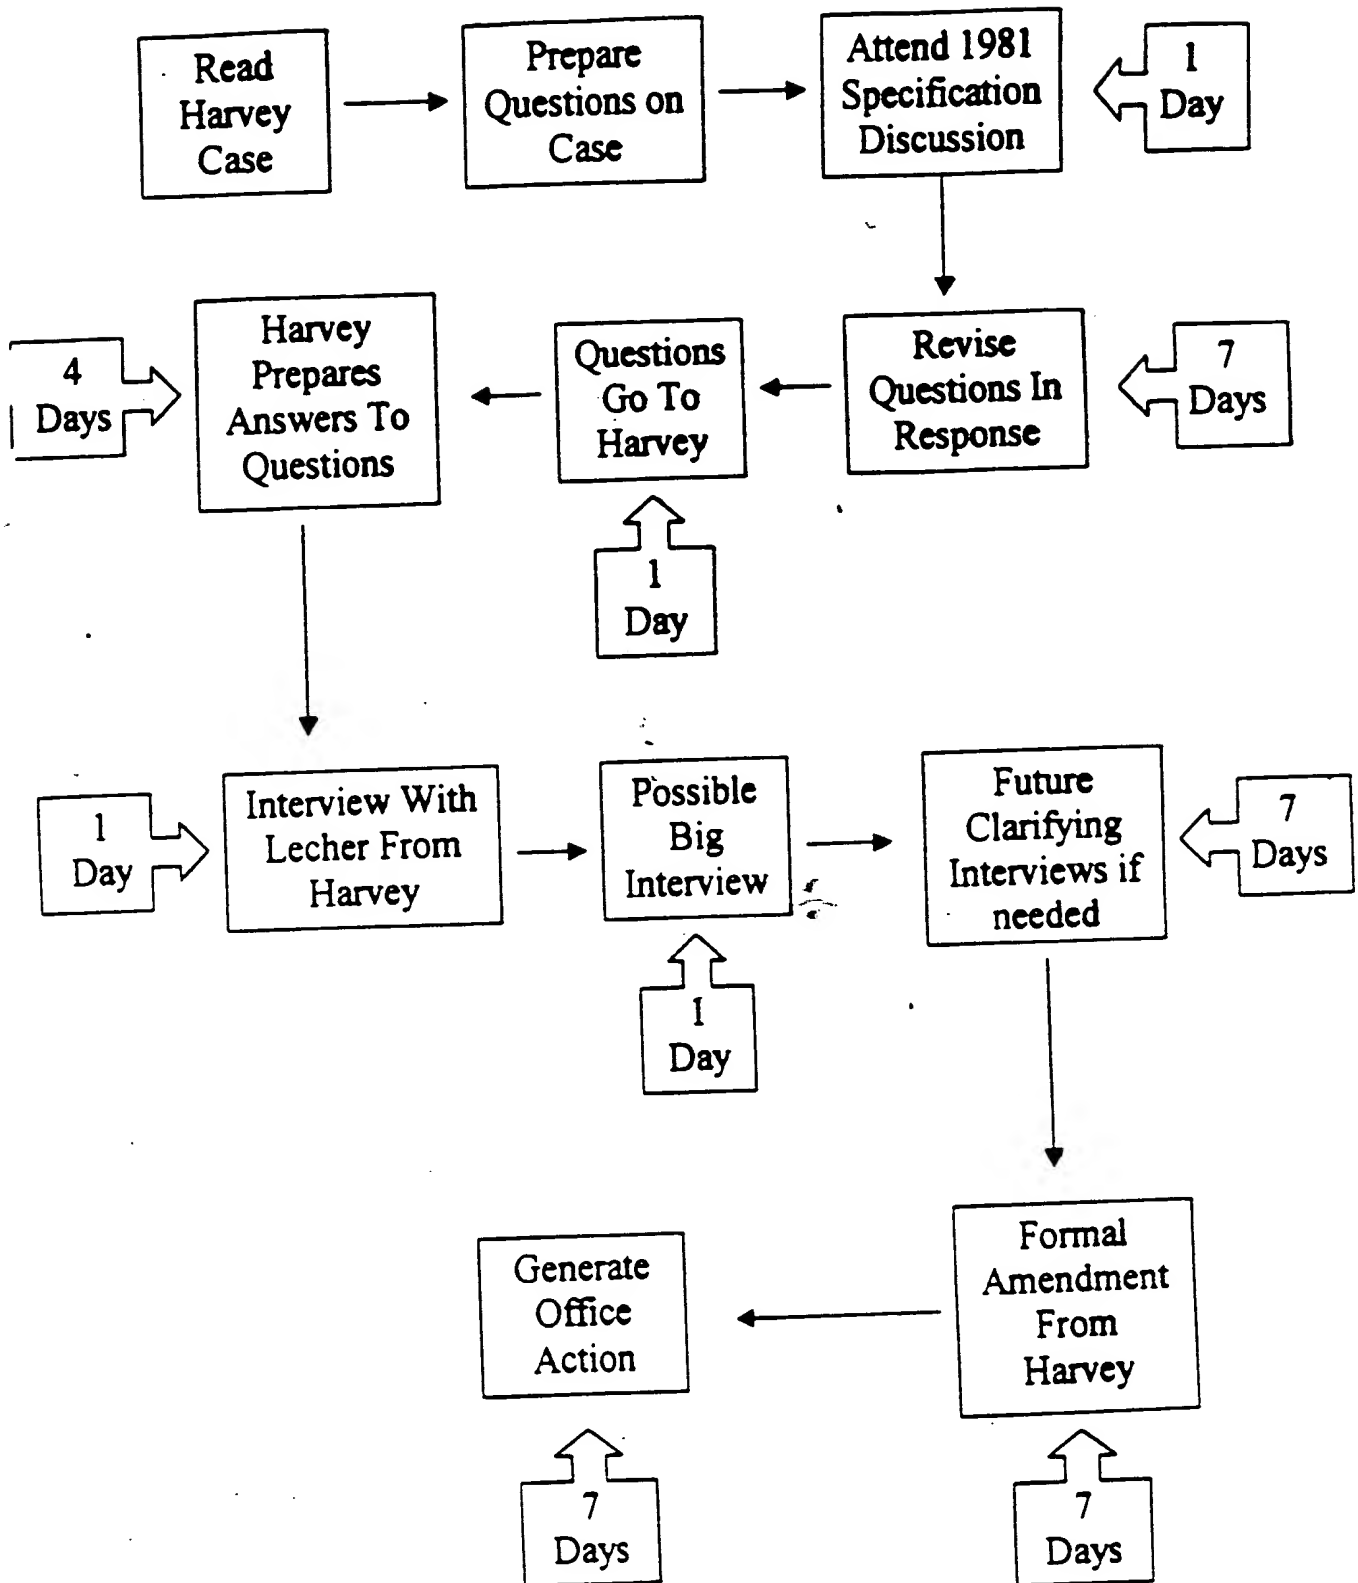 Read
Harvey
Case
Prepare
Questions on
Case
Attend 1981
Specification
Discussion
1
Day
4
Days
Harvey
Prepares
Answers To
Questions
Questions
Go To
Harvey
Revise
Questions In
Response
7
Days
1
Day
1
Day
Interview With
Lecher From
Harvey
Possible
Big
Interview
Future
Clarifying
Interviews if
needed
7
Days
1
Day
Generate
Office
Action
Formal
Amendment
From
Harvey
7
Days
7
Days